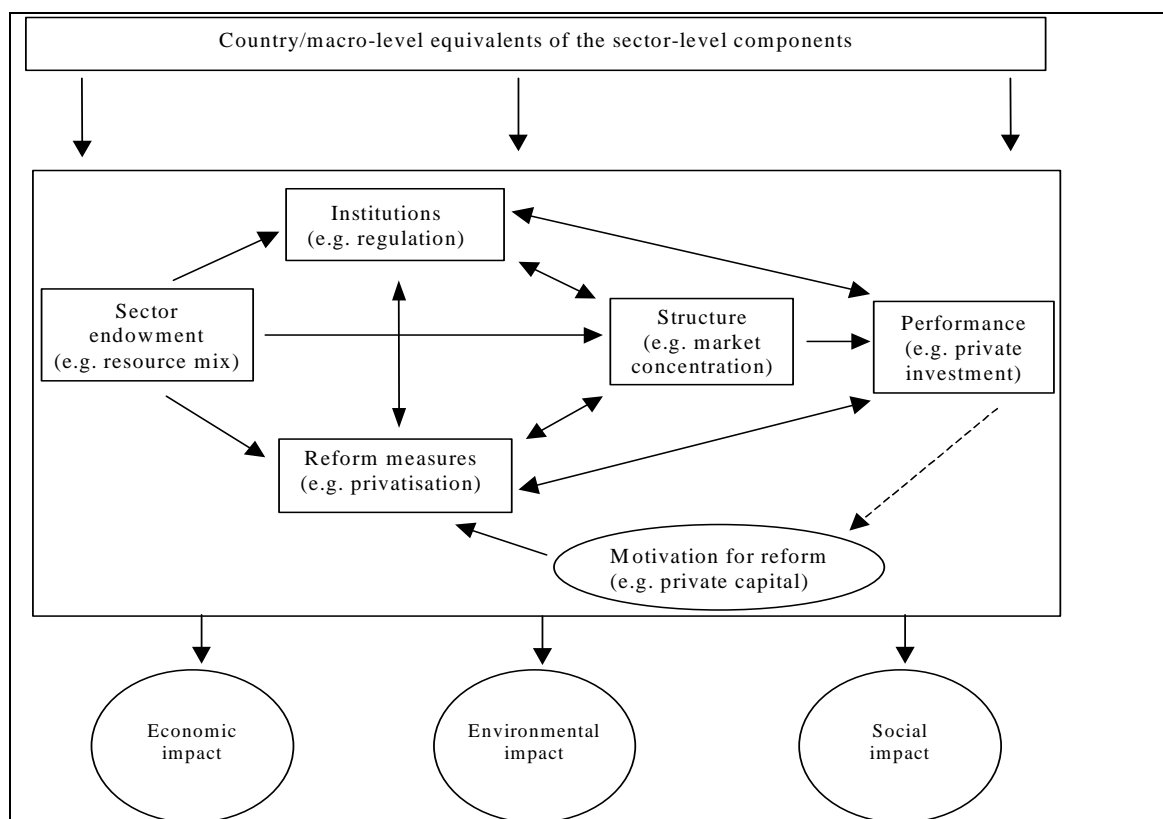 Country/macro-level equivalents of the sector-level components
Institutions
(e.g. regulation)
Sector
endowment
(e.g. resource mix)
Structure
(e.g. market
concentration)
Performance
(e.g. private
investment)
Reform measures
(e.g. privatisation)
Motivation for reform
(e.g. private capital)
Economic
impact
Environmental
impact
Social
impact